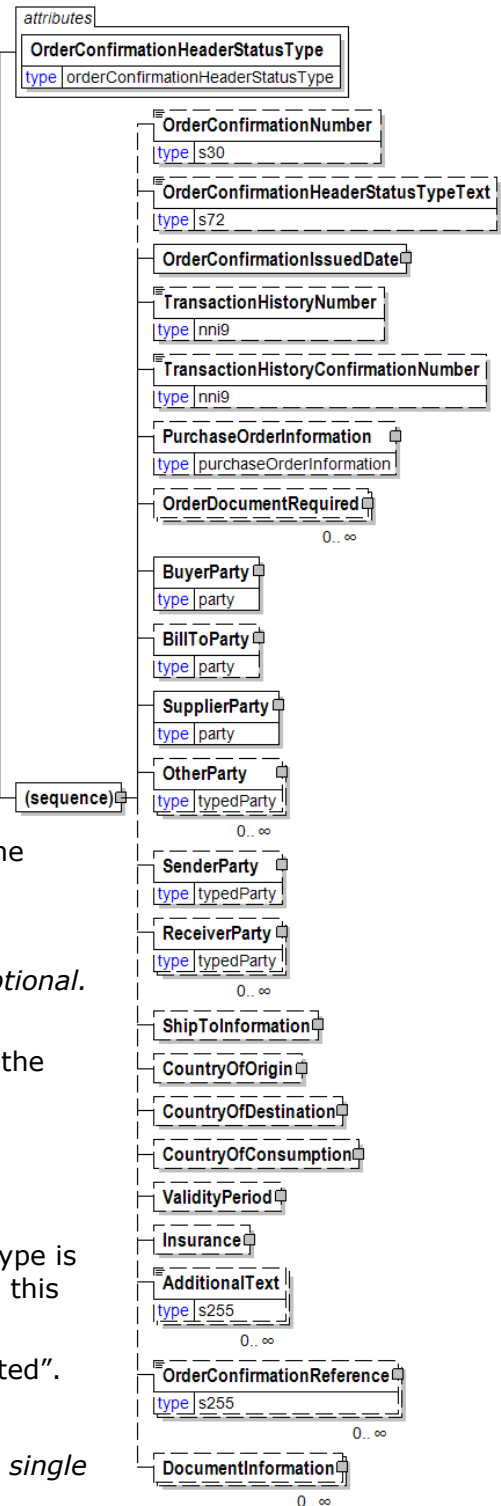 attributes
OrderConfirmationHeaderStatusType
type orderConfirmationHeaderStatusType
OrderConfirmationNumber
type s30
OrderConfirmationHeaderStatusTypeText
type s72
OrderConfirmationIssuedDate
TransactionHistoryNumber
type nni9
TransactionHistoryConfirmationNumber
type nni9
PurchaseOrderInformation
type purchaseOrderInformation
OrderDocumentRequired
0.. ∞
BuyerParty
type party
BillToParty
type party
SupplierParty
type party
OtherParty
(sequence) type typedParty
0.. ∞
ne
SenderParty
type typedParty
ReceiverParty
type typedParty
0.. ∞
otional.
ShipToInformation
the
CountryOfOrigin
CountryOfDestination
CountryOfConsumption
ValidityPeriod
Insurance
ype is
AdditionalText
this
type s255
0.. ∞
ted”.
OrderConfirmationReference
type s255
0.. ∞
single
DocumentInformation
0.. ∞